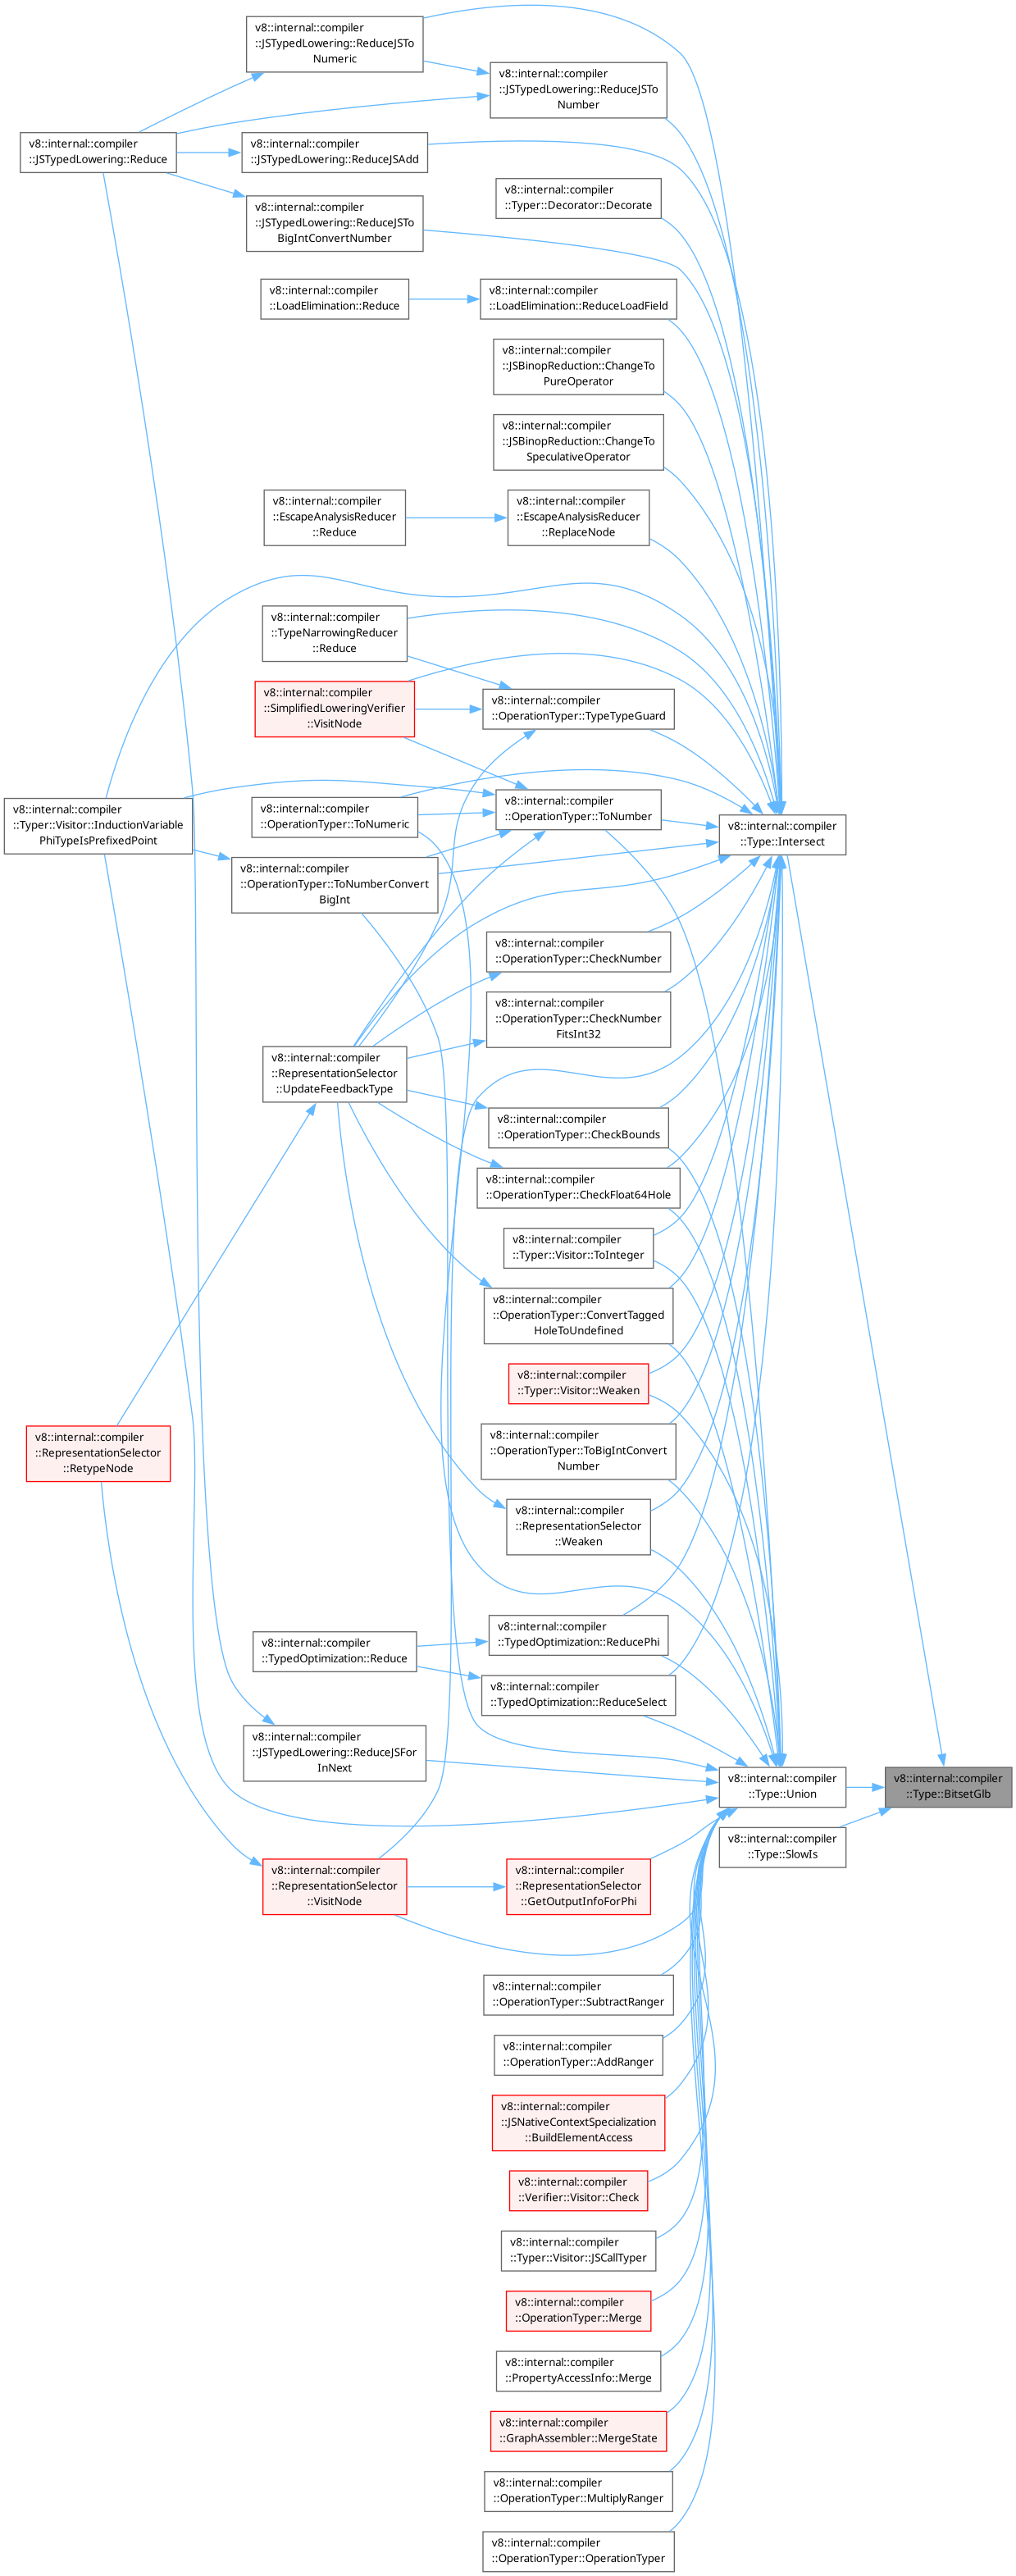 v8::internal::compiler
::JSTypedLowering::ReduceJSTo
Numeric
v8::internal::compiler
::JSTypedLowering::ReduceJSTo
Number
v8::internal::compiler
::JSTypedLowering::Reduce
v8::internal::compiler
::JSTypedLowering::ReduceJSAdd
v8::internal::compiler
::Typer::Decorator::Decorate
v8::internal::compiler
::JSTypedLowering::ReduceJSTo
BigIntConvertNumber
v8::internal::compiler
::LoadElimination::Reduce
v8::internal::compiler
::LoadElimination::ReduceLoadField
v8::internal::compiler
::JSBinopReduction::ChangeTo
PureOperator
v8::internal::compiler
::JSBinopReduction::ChangeTo
SpeculativeOperator
v8::internal::compiler
::EscapeAnalysisReducer
::Reduce
v8::internal::compiler
::EscapeAnalysisReducer
::ReplaceNode
v8::internal::compiler
::TypeNarrowingReducer
::Reduce
v8::internal::compiler
::SimplifiedLoweringVerifier
::VisitNode
v8::internal::compiler
::OperationTyper::TypeTypeGuard
v8::internal::compiler
::Typer::Visitor::InductionVariable
PhiTypeIsPrefixedPoint
v8::internal::compiler
::OperationTyper::ToNumeric
v8::internal::compiler
::OperationTyper::ToNumber
v8::internal::compiler
::Type::Intersect
v8::internal::compiler
::OperationTyper::ToNumberConvert
BigInt
v8::internal::compiler
::OperationTyper::CheckNumber
v8::internal::compiler
::OperationTyper::CheckNumber
FitsInt32
v8::internal::compiler
::RepresentationSelector
::UpdateFeedbackType
v8::internal::compiler
::OperationTyper::CheckBounds
v8::internal::compiler
::OperationTyper::CheckFloat64Hole
v8::internal::compiler
::Typer::Visitor::ToInteger
v8::internal::compiler
::OperationTyper::ConvertTagged
HoleToUndefined
v8::internal::compiler
::Typer::Visitor::Weaken
v8::internal::compiler
::RepresentationSelector
::RetypeNode
v8::internal::compiler
::OperationTyper::ToBigIntConvert
Number
v8::internal::compiler
::RepresentationSelector
::Weaken
v8::internal::compiler
::TypedOptimization::Reduce
v8::internal::compiler
::TypedOptimization::ReducePhi
v8::internal::compiler
::TypedOptimization::ReduceSelect
v8::internal::compiler
::JSTypedLowering::ReduceJSFor
InNext
v8::internal::compiler
::Type::Union
v8::internal::compiler
::Type::BitsetGlb
v8::internal::compiler
::Type::SlowIs
v8::internal::compiler
::RepresentationSelector
::VisitNode
v8::internal::compiler
::RepresentationSelector
::GetOutputInfoForPhi
v8::internal::compiler
::OperationTyper::SubtractRanger
v8::internal::compiler
::OperationTyper::AddRanger
v8::internal::compiler
::JSNativeContextSpecialization
::BuildElementAccess
v8::internal::compiler
::Verifier::Visitor::Check
v8::internal::compiler
::Typer::Visitor::JSCallTyper
v8::internal::compiler
::OperationTyper::Merge
v8::internal::compiler
::PropertyAccessInfo::Merge
v8::internal::compiler
::GraphAssembler::MergeState
v8::internal::compiler
::OperationTyper::MultiplyRanger
v8::internal::compiler
::OperationTyper::OperationTyper